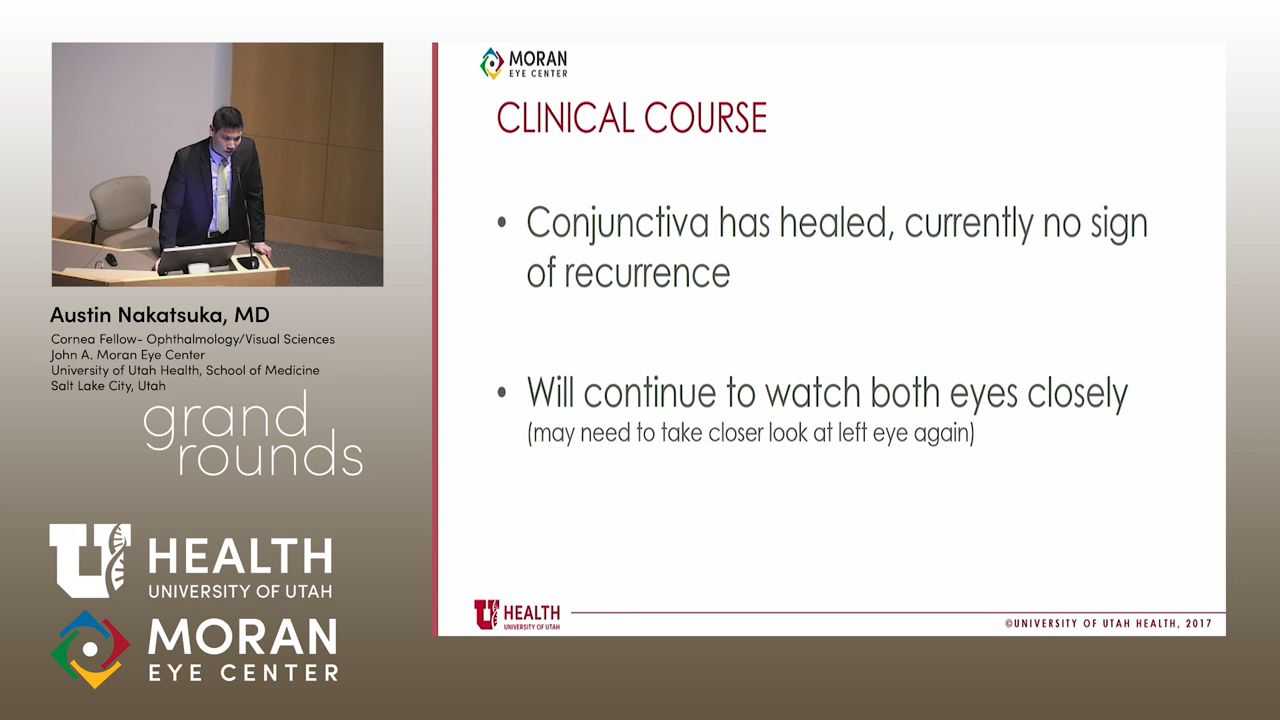 Austin Nakatsuka, MD
Cornea Fellow- Ophthalmology/Visual Sciences
John A. Moran Eye Center
University of Utah Health, School of Medicine
Salt Lake City, Utah
grand
rounds
U HEALTH
UNIVERSITY OF UTAH
MORAN
EYE CENTER
MORAN
EYE CENTER
CLINICAL COURSE
• Conjunctiva has healed, currently no sign
of recurrence
• Will continue to watch both eyes closely
(may need to take closer look at left eye again)
U HEALTH
UNIVERSITY OF UTAH
©UNIVERSITY OF UTAH HEALTH, 2017